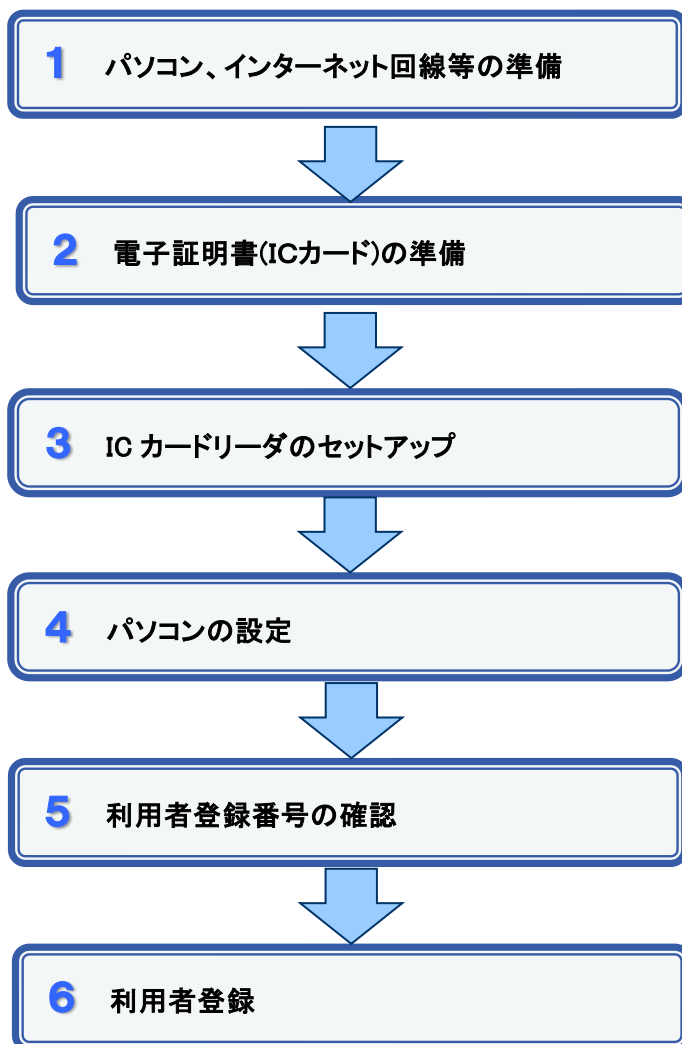 1 パソコン、インターネット回線等の準備
2 電子証明書(ICカード)の準備
3 IC カードリーダのセットアップ
4 パソコンの設定
5 利用者登録番号の確認
6 利用者登録